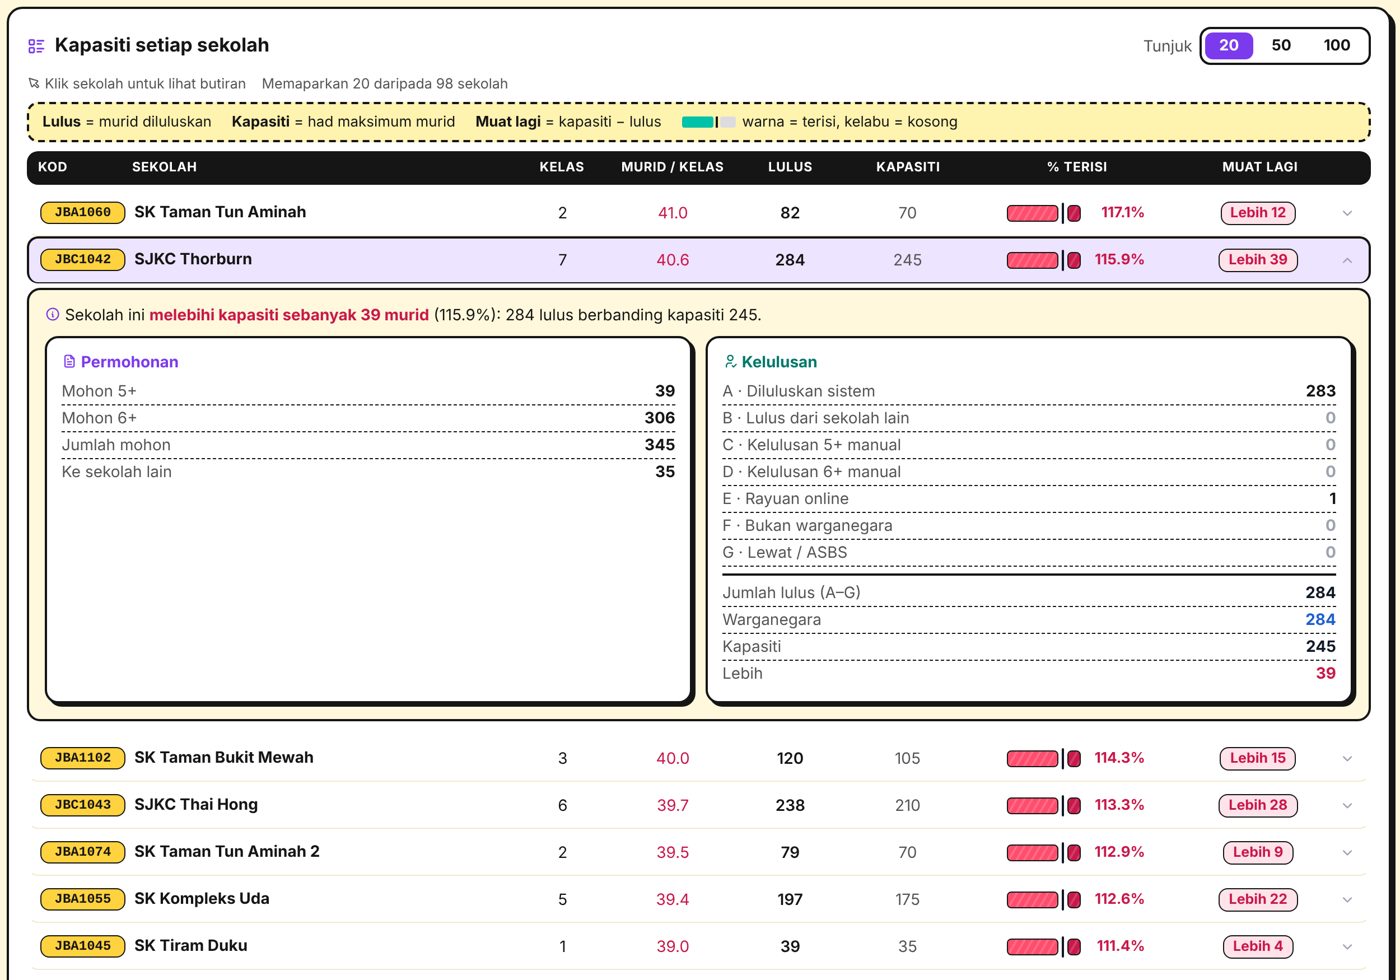 Kapasiti setiap sekolah
Tunjuk 20 50 100
Klik sekolah untuk lihat butiran Memaparkan 20 daripada 98 sekolah
Lulus = murid diluluskan Kapasiti = had maksimum murid Muat lagi = kapasiti − lulus warna = terisi, kelabu = kosong
KOD SEKOLAH KELAS MURID / KELAS LULUS KAPASITI % TERISI MUAT LAGI
JBA1060 SK Taman Tun Aminah 2 41.0 82 70 117.1% Lebih 12
JBC1042 SJKC Thorburn 7 40.6 284 245 115.9% Lebih 39
Sekolah ini melebihi kapasiti sebanyak 39 murid (115.9%): 284 lulus berbanding kapasiti 245.
Permohonan
Mohon 5+ 39
Mohon 6+ 306
Jumlah mohon 345
Ke sekolah lain 35
Kelulusan
A · Diluluskan sistem 283
B · Lulus dari sekolah lain 0
C · Kelulusan 5+ manual 0
D · Kelulusan 6+ manual 0
E · Rayuan online 1
F · Bukan warganegara 0
G · Lewat / ASBS 0
Jumlah lulus (A–G) 284
Warganegara 284
Kapasiti 245
Lebih 39
JBA1102 SK Taman Bukit Mewah 3 40.0 120 105 114.3% Lebih 15
JBC1043 SJKC Thai Hong 6 39.7 238 210 113.3% Lebih 28
JBA1074 SK Taman Tun Aminah 2 2 39.5 79 70 112.9% Lebih 9
JBA1055 SK Kompleks Uda 5 39.4 197 175 112.6% Lebih 22
JBA1045 SK Tiram Duku 1 39.0 39 35 111.4% Lebih 4